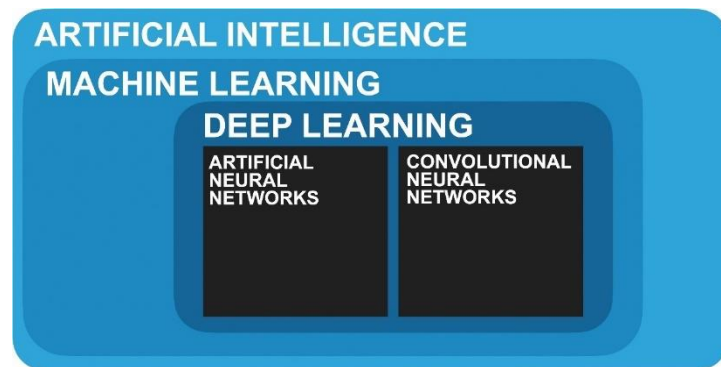 ARTIFICIAL INTELLIGENCE
MACHINE LEARNING
DEEP LEARNING
ARTIFICIAL
NEURAL
NETWORKS
CONVOLUTIONAL
NEURAL
NETWORKS